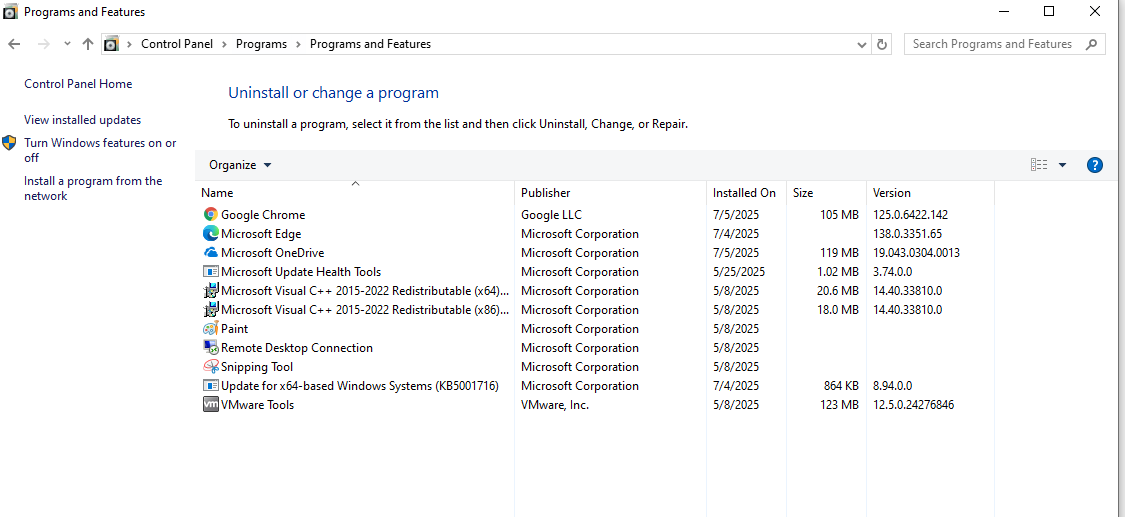 Programs and Features
Control Panel > Programs > Programs and Features
Search Programs and Features
Control Panel Home
View installed updates
Turn Windows features on or
off
Install a program from the
network
Uninstall or change a program
To uninstall a program, select it from the list and then click Uninstall, Change, or Repair.
Organize
Name Publisher Installed On Size Version
Google Chrome Google LLC 7/5/2025 105 MB 125.0.6422.142
Microsoft Edge Microsoft Corporation 7/4/2025 138.0.3351.65
Microsoft OneDrive Microsoft Corporation 7/5/2025 119 MB 19.043.0304.0013
Microsoft Update Health Tools Microsoft Corporation 5/25/2025 1.02 MB 3.74.0.0
Microsoft Visual C++ 2015-2022 Redistributable (x64)... Microsoft Corporation 5/8/2025 20.6 MB 14.40.33810.0
Microsoft Visual C++ 2015-2022 Redistributable (x86)... Microsoft Corporation 5/8/2025 18.0 MB 14.40.33810.0
Paint Microsoft Corporation 5/8/2025
Remote Desktop Connection Microsoft Corporation 5/8/2025
Snipping Tool Microsoft Corporation 5/8/2025
Update for x64-based Windows Systems (KB5001716) Microsoft Corporation 7/4/2025 864 KB 8.94.0.0
vm VMware Tools VMware, Inc. 5/8/2025 123 MB 12.5.0.24276846